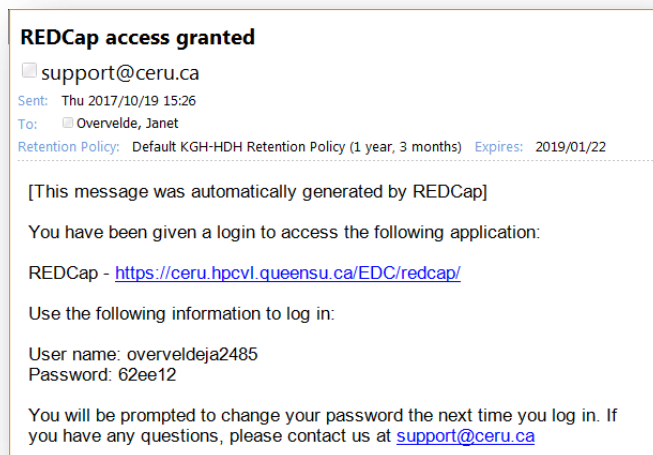 REDCap access granted
support@ceru.ca
Sent: Thu 2017/10/19 15:26
To: Overvelde, Janet
Retention Policy: Default KGH-HDH Retention Policy (1 year, 3 months) Expires: 2019/01/22
[This message was automatically generated by REDCap]
You have been given a login to access the following application:
REDCap - https://ceru.hpcvl.queensu.ca/EDC/redcap/
Use the following information to log in:
User name: overveldeja2485
Password: 62ee12
You will be prompted to change your password the next time you log in. If
you have any questions, please contact us at support@ceru.ca